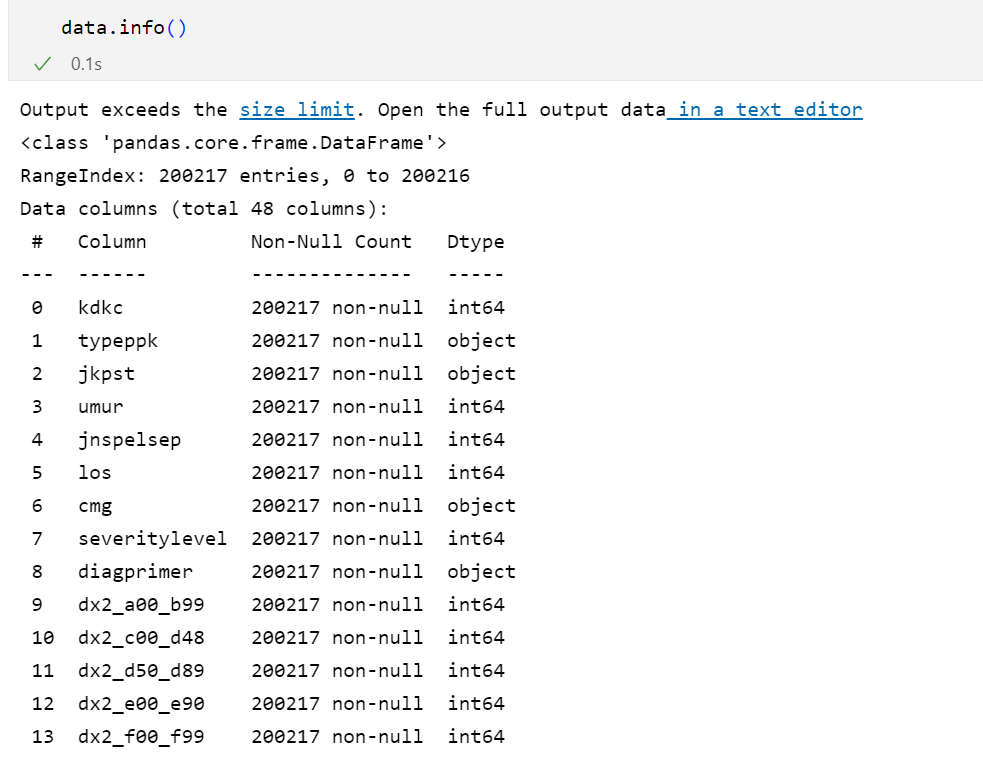 data.info()
0.1s
Output exceeds the size limit. Open the full output data in a text editor
<class 'pandas.core.frame.DataFrame'>
RangeIndex: 200217 entries, 0 to 200216
Data columns (total 48 columns):
 #   Column         Non-Null Count   Dtype
---  ------         --------------   -----
 0   kdkc           200217 non-null  int64
 1   typeppk        200217 non-null  object
 2   jkpst          200217 non-null  object
 3   umur           200217 non-null  int64
 4   jnspelsep      200217 non-null  int64
 5   los            200217 non-null  int64
 6   cmg            200217 non-null  object
 7   severitylevel  200217 non-null  int64
 8   diagprimer     200217 non-null  object
 9   dx2_a00_b99    200217 non-null  int64
 10  dx2_c00_d48    200217 non-null  int64
 11  dx2_d50_d89    200217 non-null  int64
 12  dx2_e00_e90    200217 non-null  int64
 13  dx2_f00_f99    200217 non-null  int64